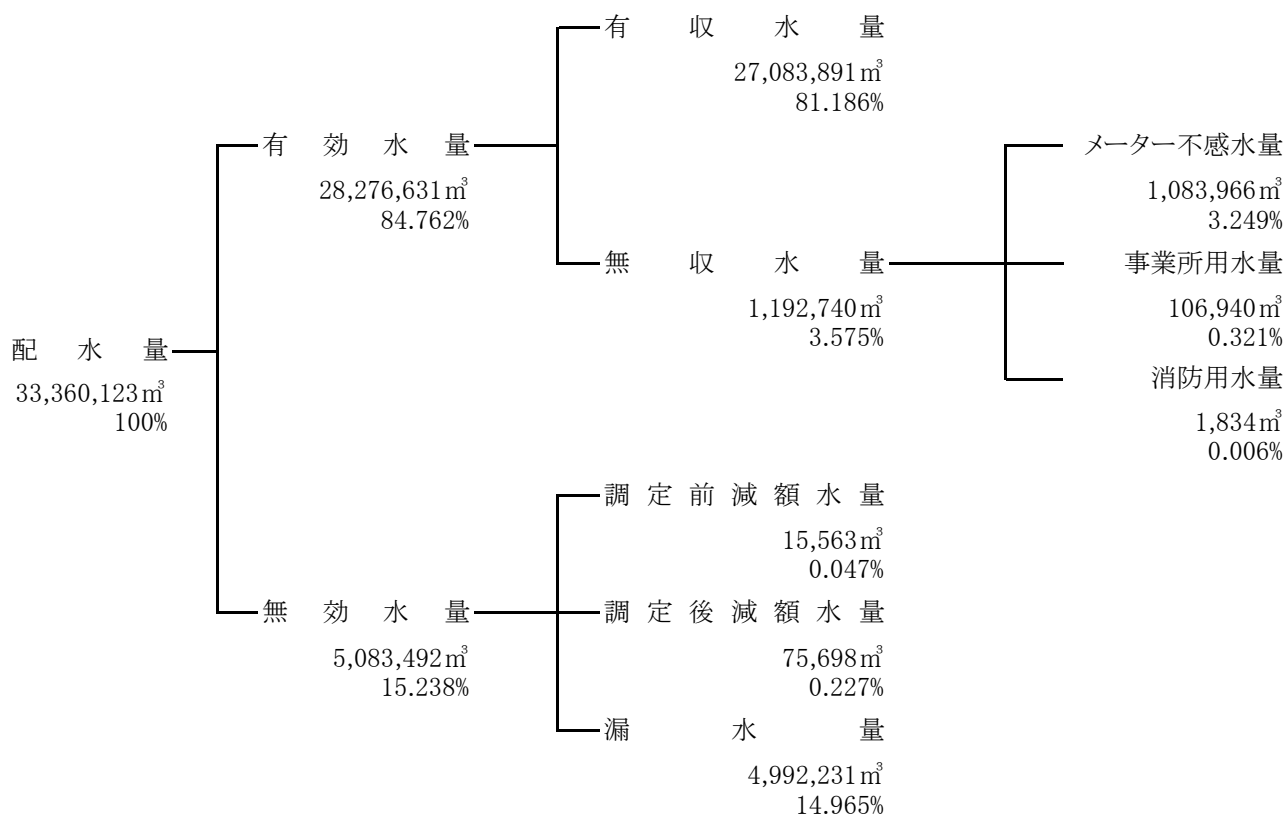 有収水量
27,083,891㎥
81.186%
有効水量
28,276,631㎥
84.762%
メーター不感水量
1,083,966㎥
3.249%
無収水量
1,192,740㎥
3.575%
事業所用水量
106,940㎥
0.321%
配水量
33,360,123㎥
100%
消防用水量
1,834㎥
0.006%
調定前減額水量
15,563㎥
0.047%
無効水量
5,083,492㎥
15.238%
調定後減額水量
75,698㎥
0.227%
漏水量
4,992,231㎥
14.965%